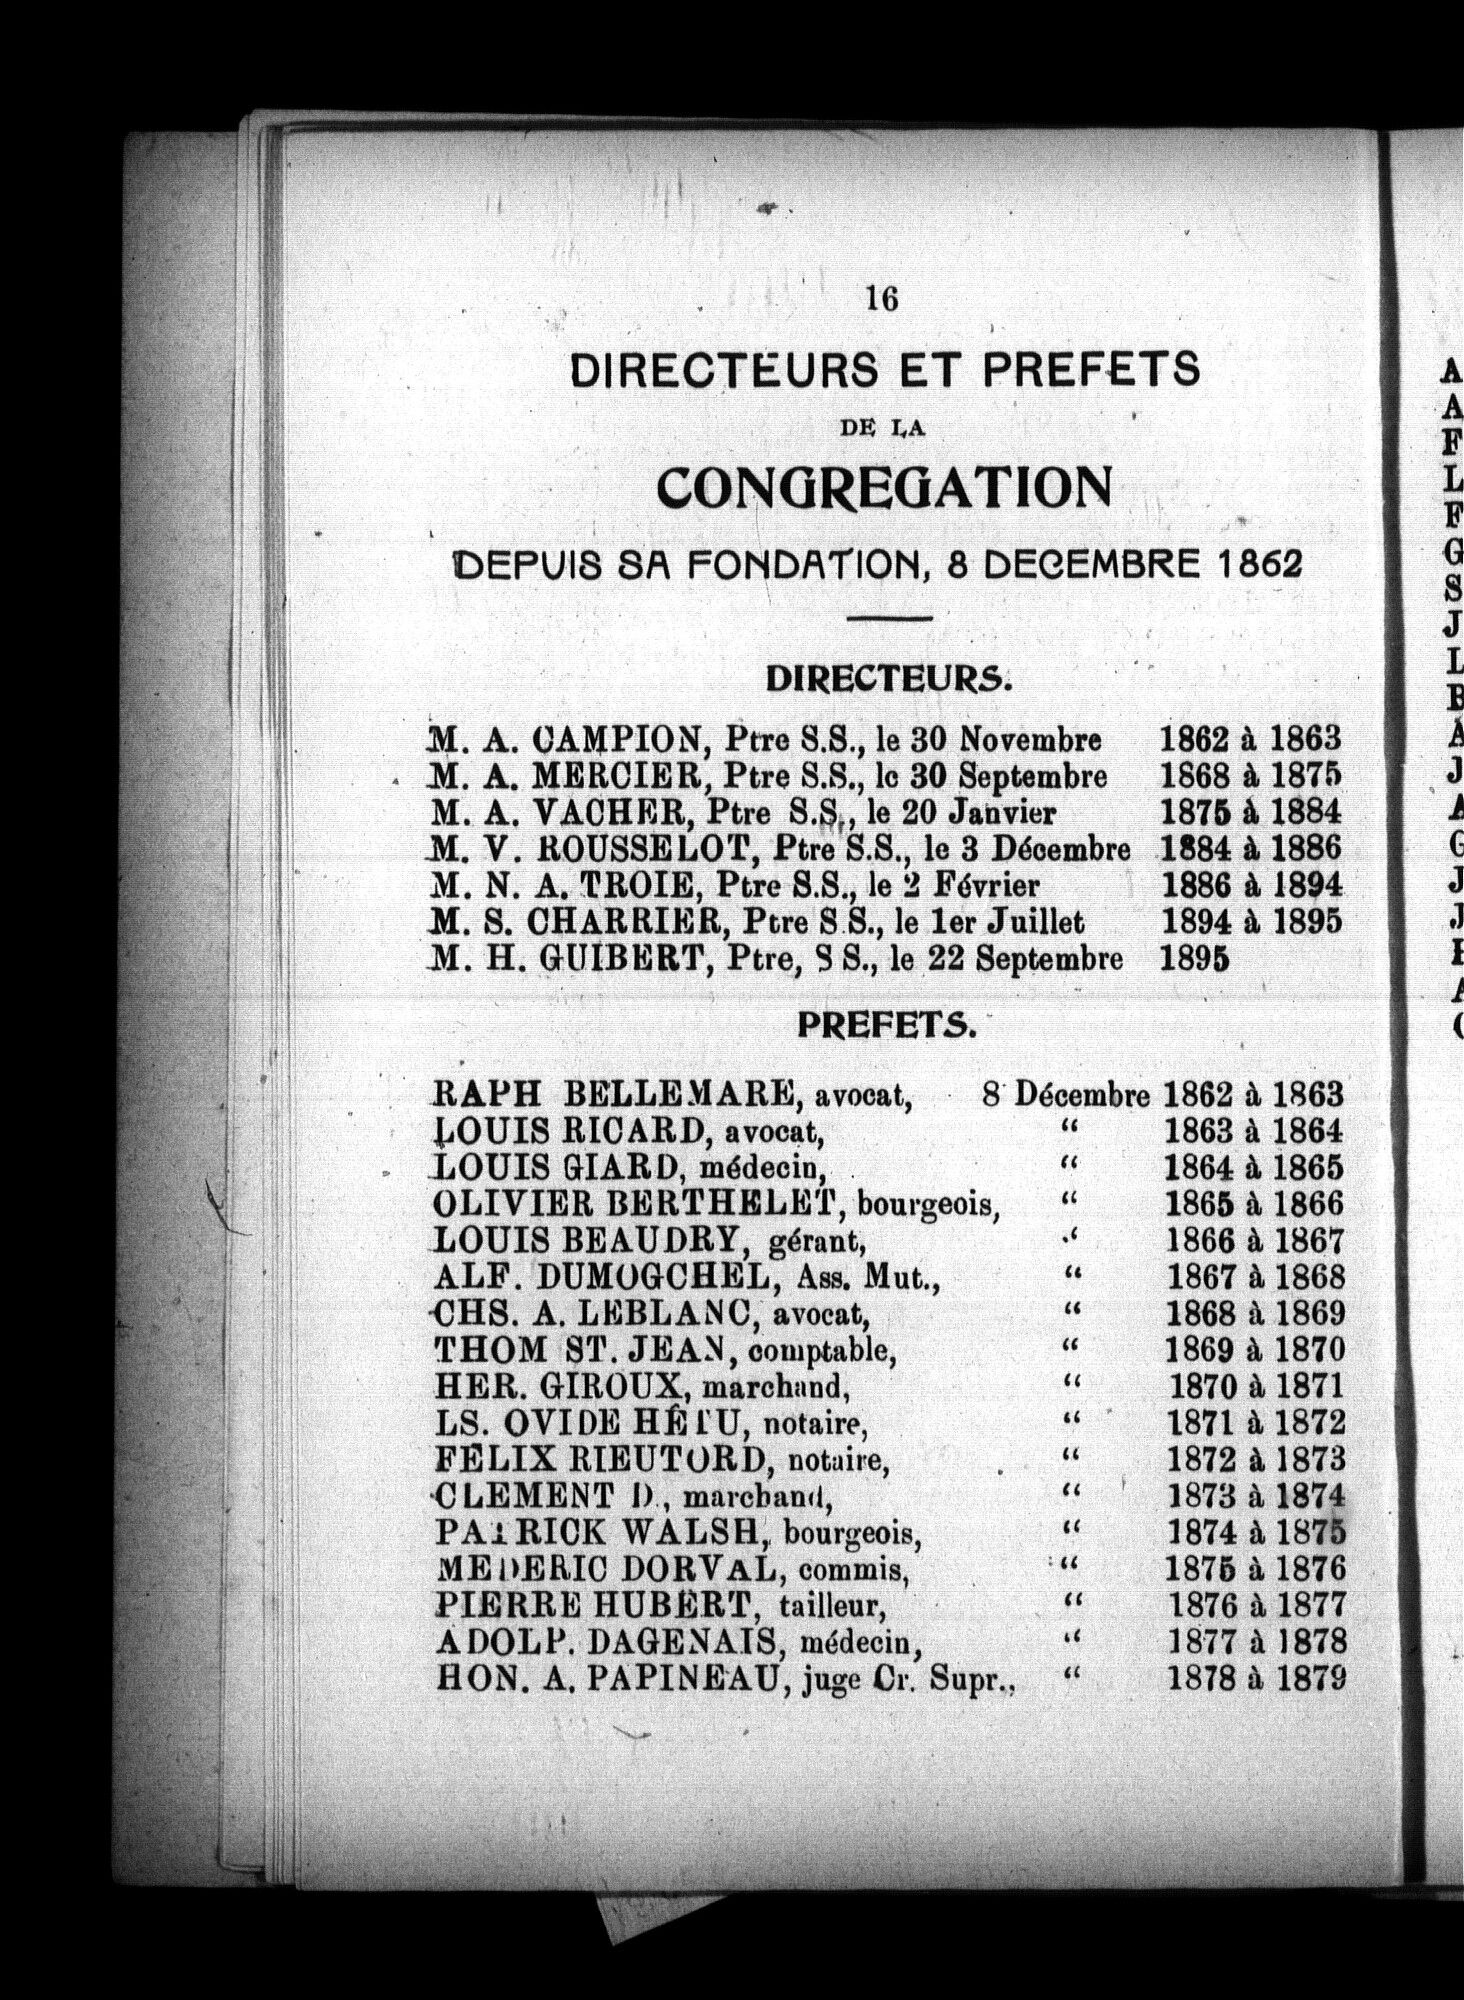 16
DIRECTEURS ET PREFETS
DE LA
CONGREGATION
DEPUIS SA FONDATION, 8 DECEMBRE 1862
DIRECTEURS.
M. A. CAMPION, Ptre S.S., le 30 Novembre 1862 à 1863
M. A. MERCIER, Ptre S.S., le 30 Septembre 1868 à 1875
M. A. VACHER, Ptre S.S., le 20 Janvier 1875 à 1884
M. V. ROUSSELOT, Ptre S.S., le 3 Décembre 1884 à 1886
M. N. A. TROIE, Ptre S.S., le 2 Février 1886 à 1894
M. S. CHARRIER, Ptre S.S., le 1er Juillet 1894 à 1895
M. H. GUIBERT, Ptre, S S., le 22 Septembre 1895
PREFETS.
RAPH BELLEMARE, avocat, 8 Décembre 1862 à 1863
LOUIS RICARD, avocat, “ 1863 à 1864
LOUIS GIARD, médecin, “ 1864 à 1865
OLIVIER BERTHELET, bourgeois, “ 1865 à 1866
LOUIS BEAUDRY, gérant, “ 1866 à 1867
ALF. DUMOGCHEL, Ass. Mut., “ 1867 à 1868
CHS. A. LEBLANC, avocat, “ 1868 à 1869
THOM ST. JEAN, comptable, “ 1869 à 1870
HER. GIROUX, marchand, “ 1870 à 1871
LS. OVIDE HÊTU, notaire, “ 1871 à 1872
FELIX RIEUTORD, notaire, “ 1872 à 1873
CLEMENT D., marchand, “ 1873 à 1874
PATRICK WALSH, bourgeois, “ 1874 à 1875
MEDERIC DORVAL, commis, “ 1875 à 1876
PIERRE HUBERT, tailleur, “ 1876 à 1877
ADOLP. DAGENAIS, médecin, “ 1877 à 1878
HON. A. PAPINEAU, juge Cr. Supr., “ 1878 à 1879